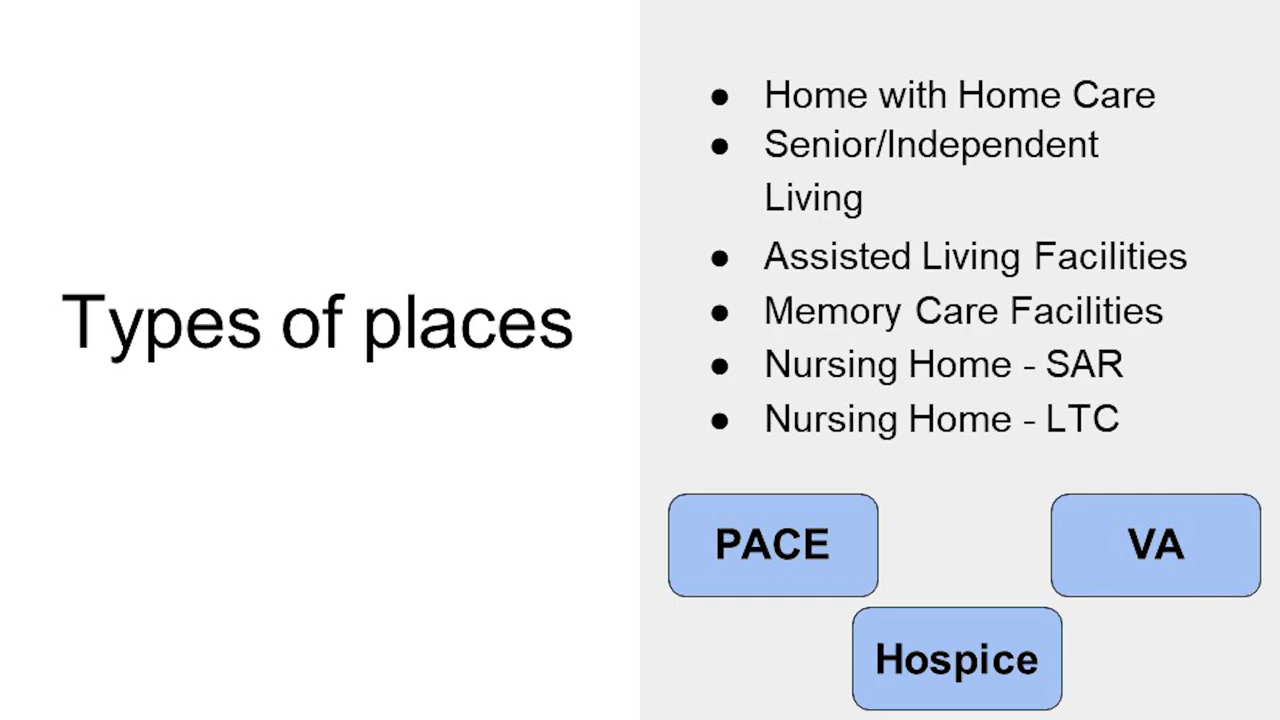 Types of places
● Home with Home Care
● Senior/Independent
Living
● Assisted Living Facilities
● Memory Care Facilities
● Nursing Home - SAR
● Nursing Home - LTC
PACE
VA
Hospice